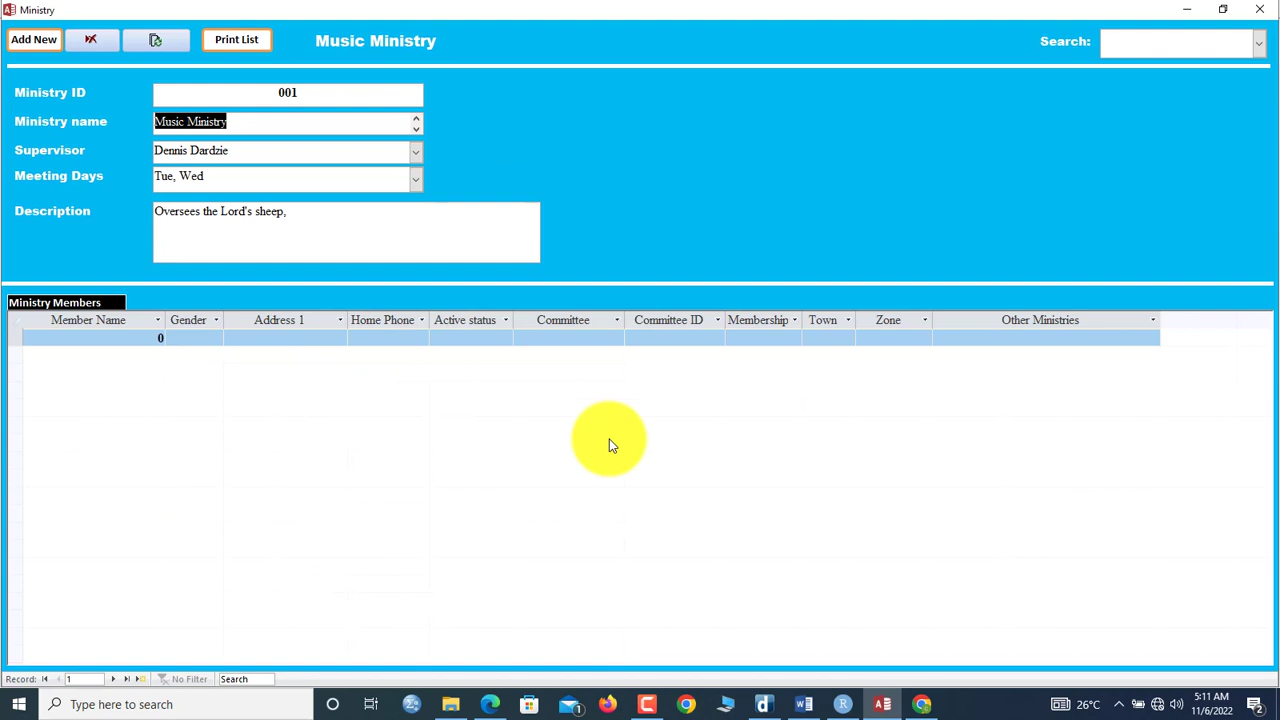 Ministry
Add New
Print List
Music Ministry
Search:
Ministry ID
001
Ministry name
Music Ministry
Supervisor
Dennis Dardzie
Meeting Days
Tue, Wed
Description
Oversees the Lord's sheep,
Ministry Members
Member Name Gender Address 1 Home Phone Active status Committee Committee ID Membership Town Zone Other Ministries
0
Record: 1 No Filter Search
Type here to search
1
26°C
5:11 AM
11/6/2022
2